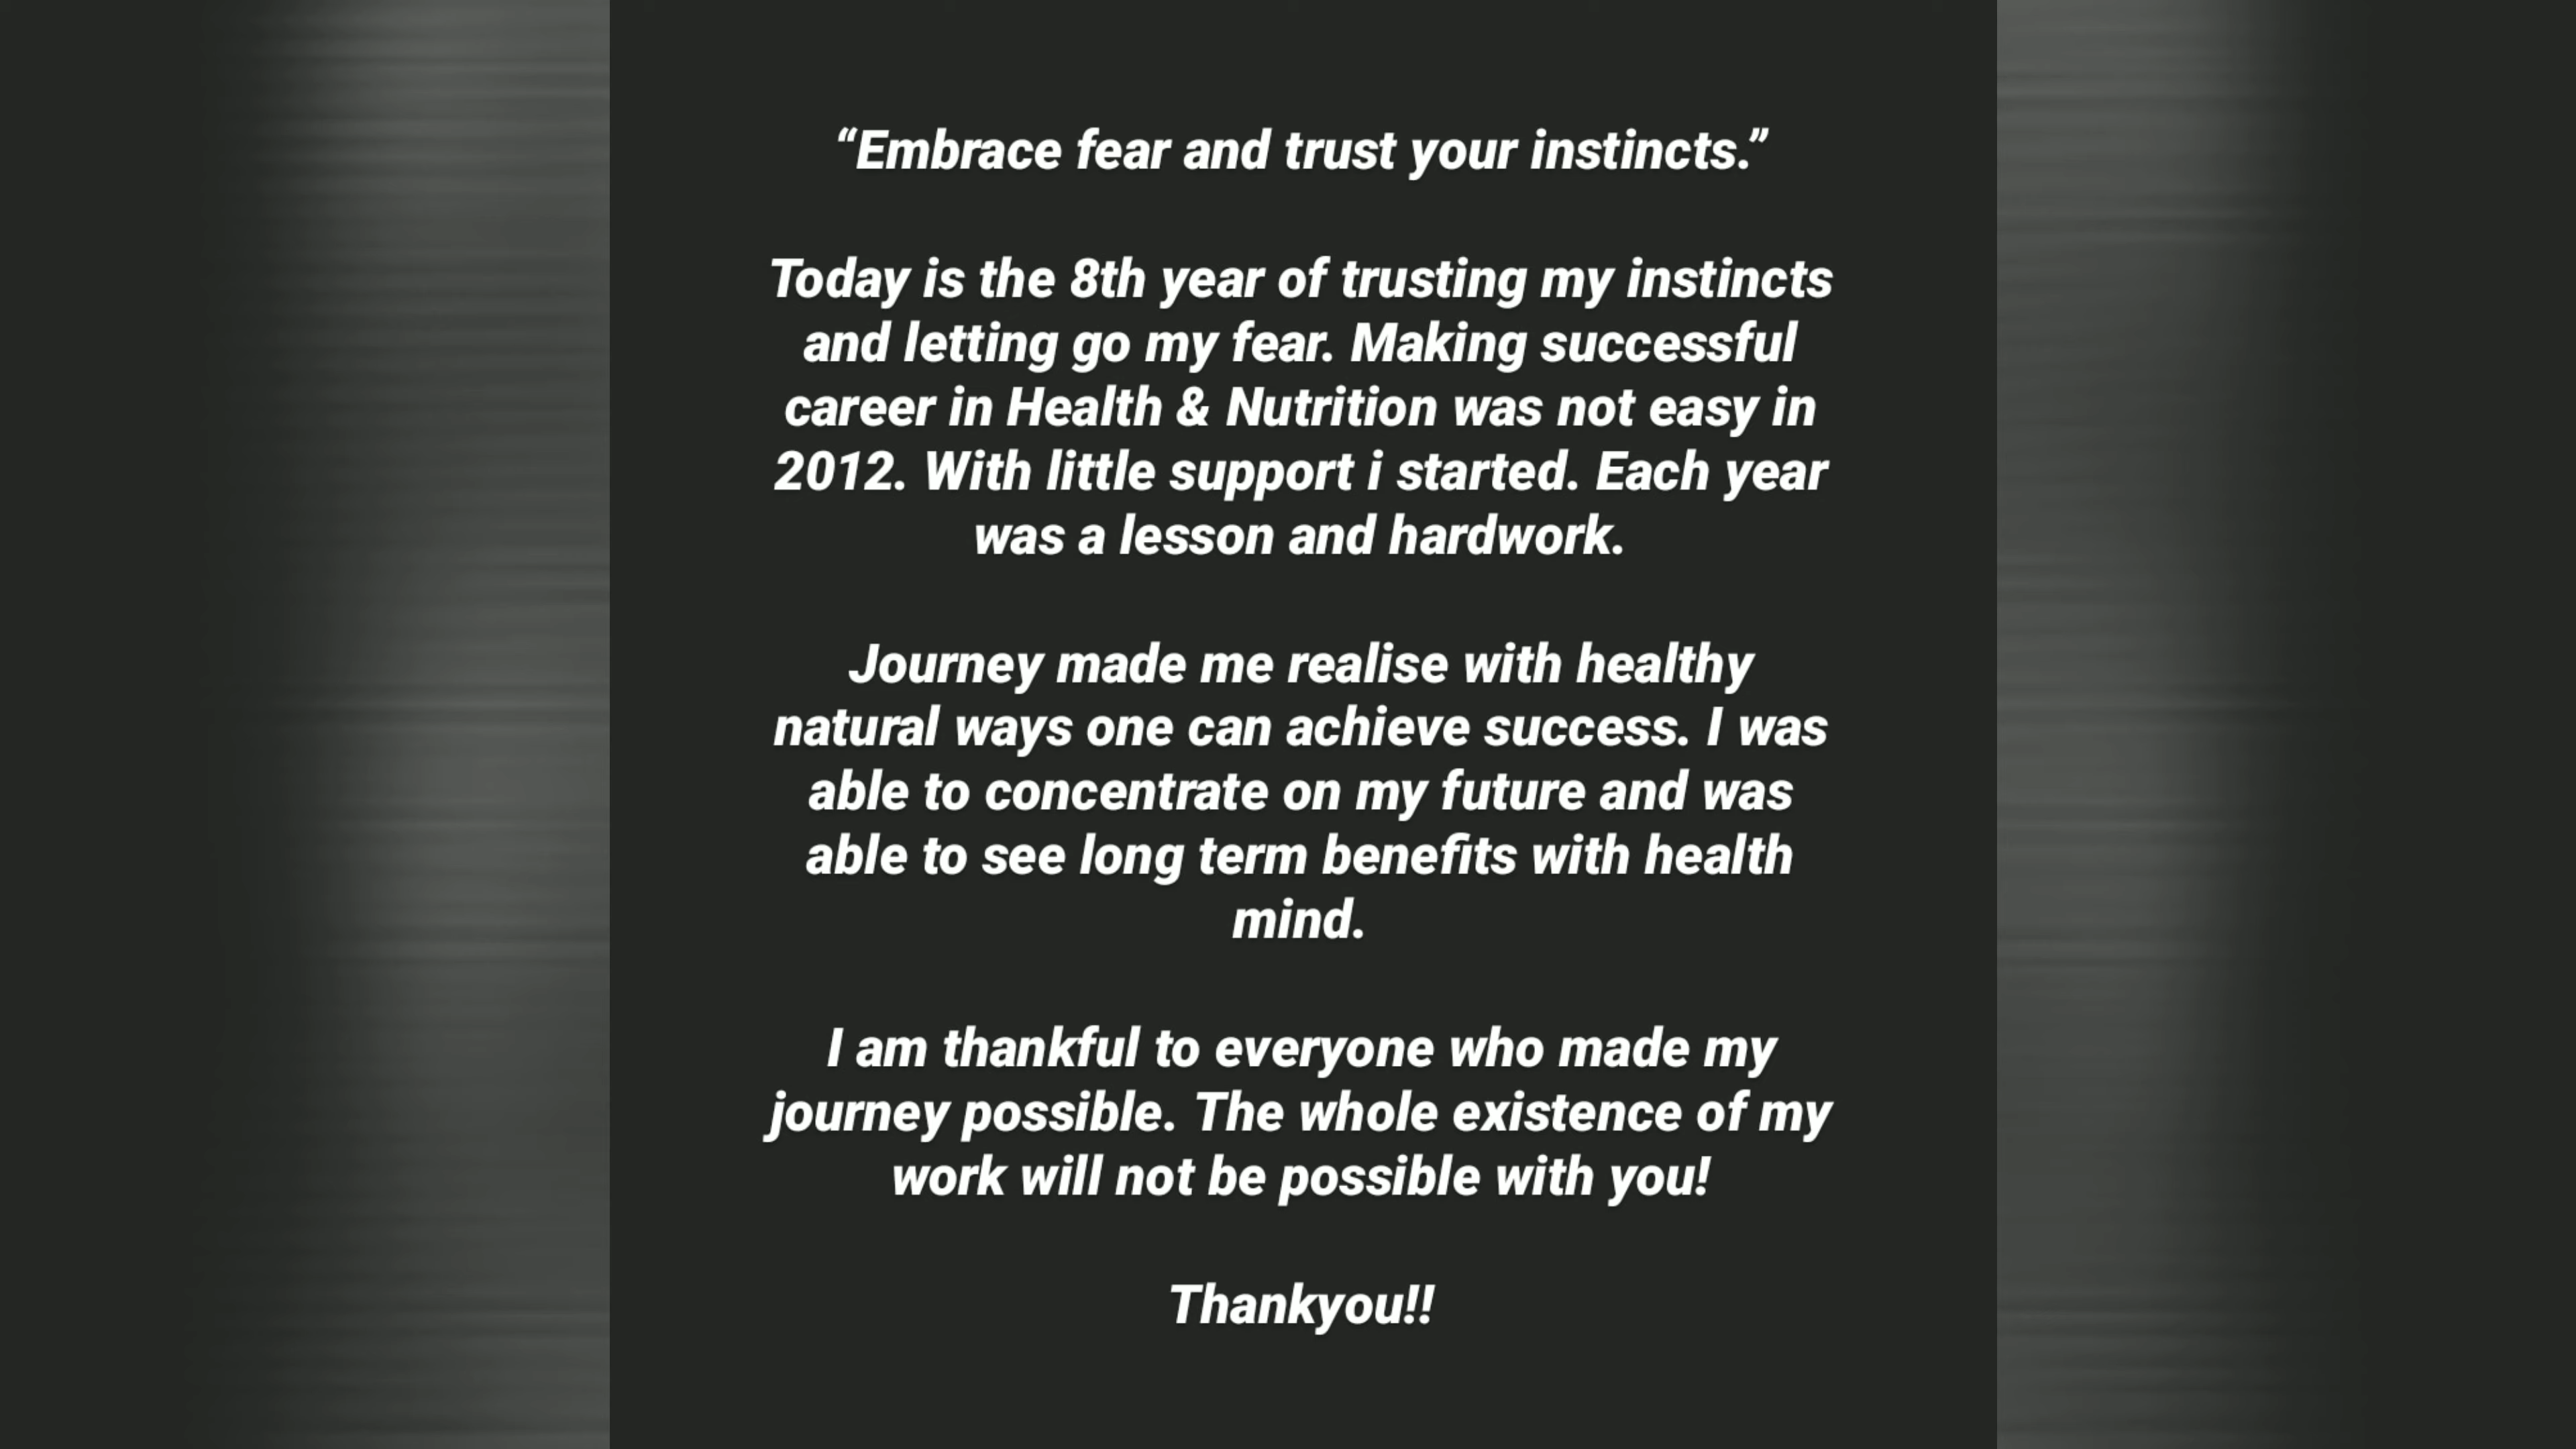 “Embrace fear and trust your instincts.”
Today is the 8th year of trusting my instincts
and letting go my fear. Making successful
career in Health & Nutrition was not easy in
2012. With little support i started. Each year
was a lesson and hardwork.
Journey made me realise with healthy
natural ways one can achieve success. I was
able to concentrate on my future and was
able to see long term benefits with health
mind.
I am thankful to everyone who made my
journey possible. The whole existence of my
work will not be possible with you!
Thankyou!!